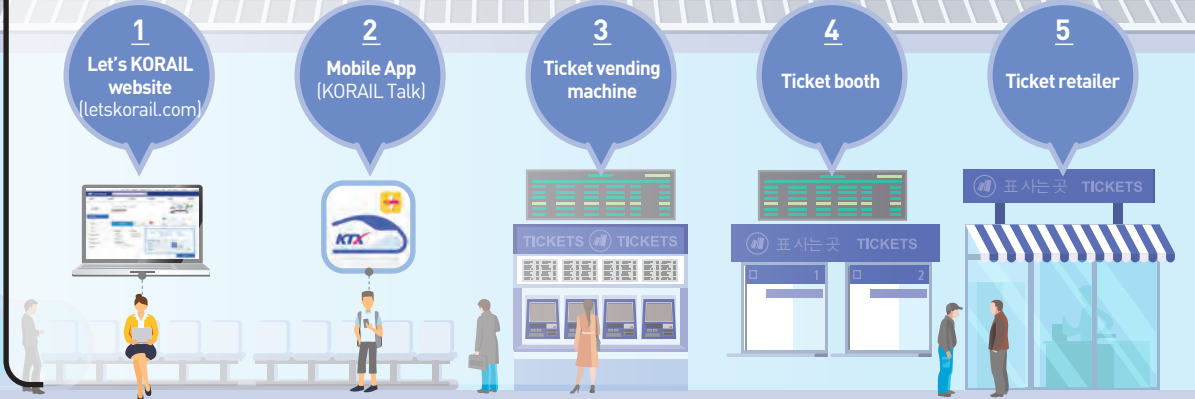 1
Let's KORAIL
website
(letskorail.com)
2
Mobile App
(KORAIL Talk)
3
Ticket vending
machine
4
Ticket booth
5
Ticket retailer
KTX
TICKETS TICKETS
표 사는 곳 TICKETS
1
2
표 사는 곳 TICKETS